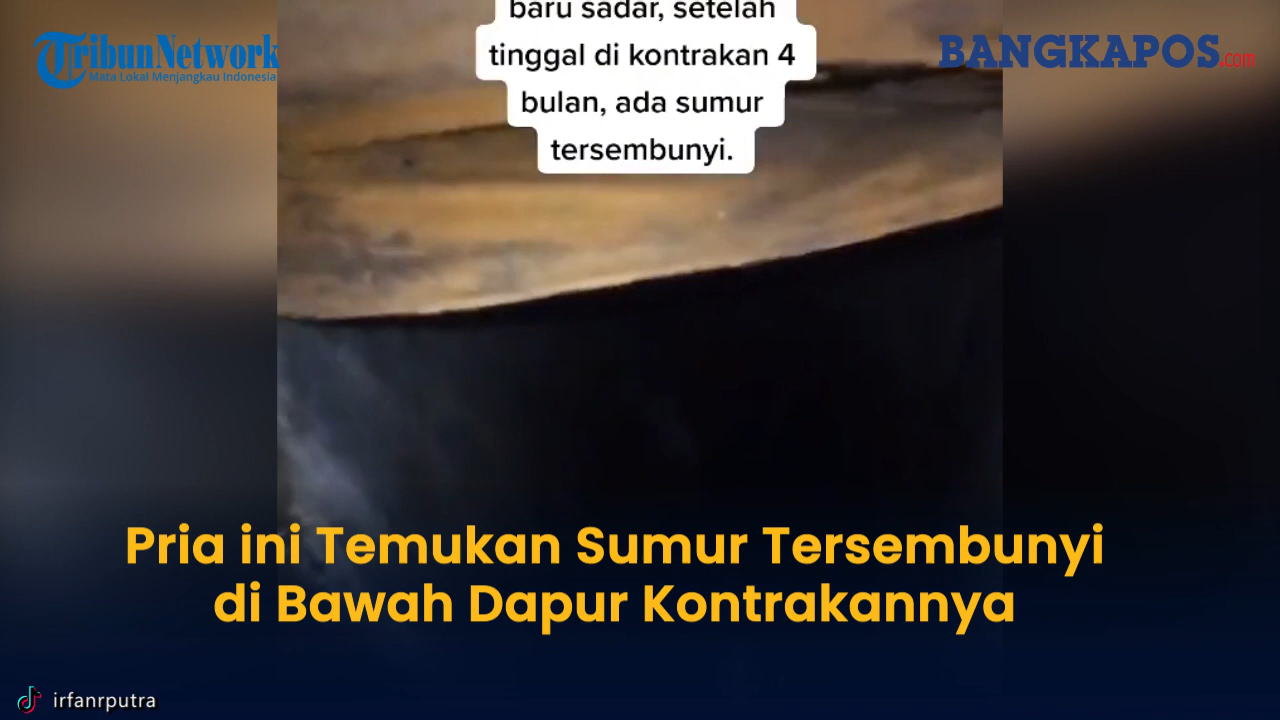 TribunNetwork
Mata Lokal Menjangkau Indonesia
BANGKAPOS.com
baru sadar, setelah
tinggal di kontrakan 4
bulan, ada sumur
tersembunyi.
Pria ini Temukan Sumur Tersembunyi
di Bawah Dapur Kontrakannya
irfanrputra